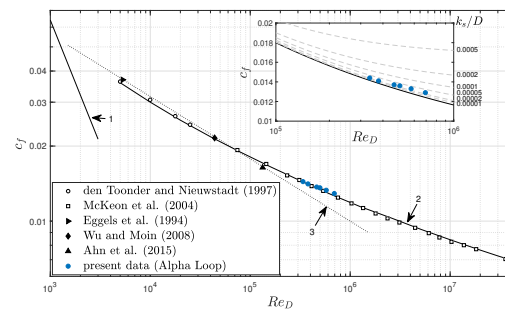 0.04
0.03
0.02
0.01
c_f
10^3
10^4
10^5
10^6
10^7
Re_D
1
2
3
den Toonder and Nieuwstadt (1997)
McKeon et al. (2004)
Eggels et al. (1994)
Wu and Moin (2008)
Ahn et al. (2015)
present data (Alpha Loop)
0.02
0.018
0.016
0.014
0.013
0.011
c_f
10^5
10^6
Re_D
k_s/D
0.0005
0.0002
0.0001
0.00005
0.00002
0.00001